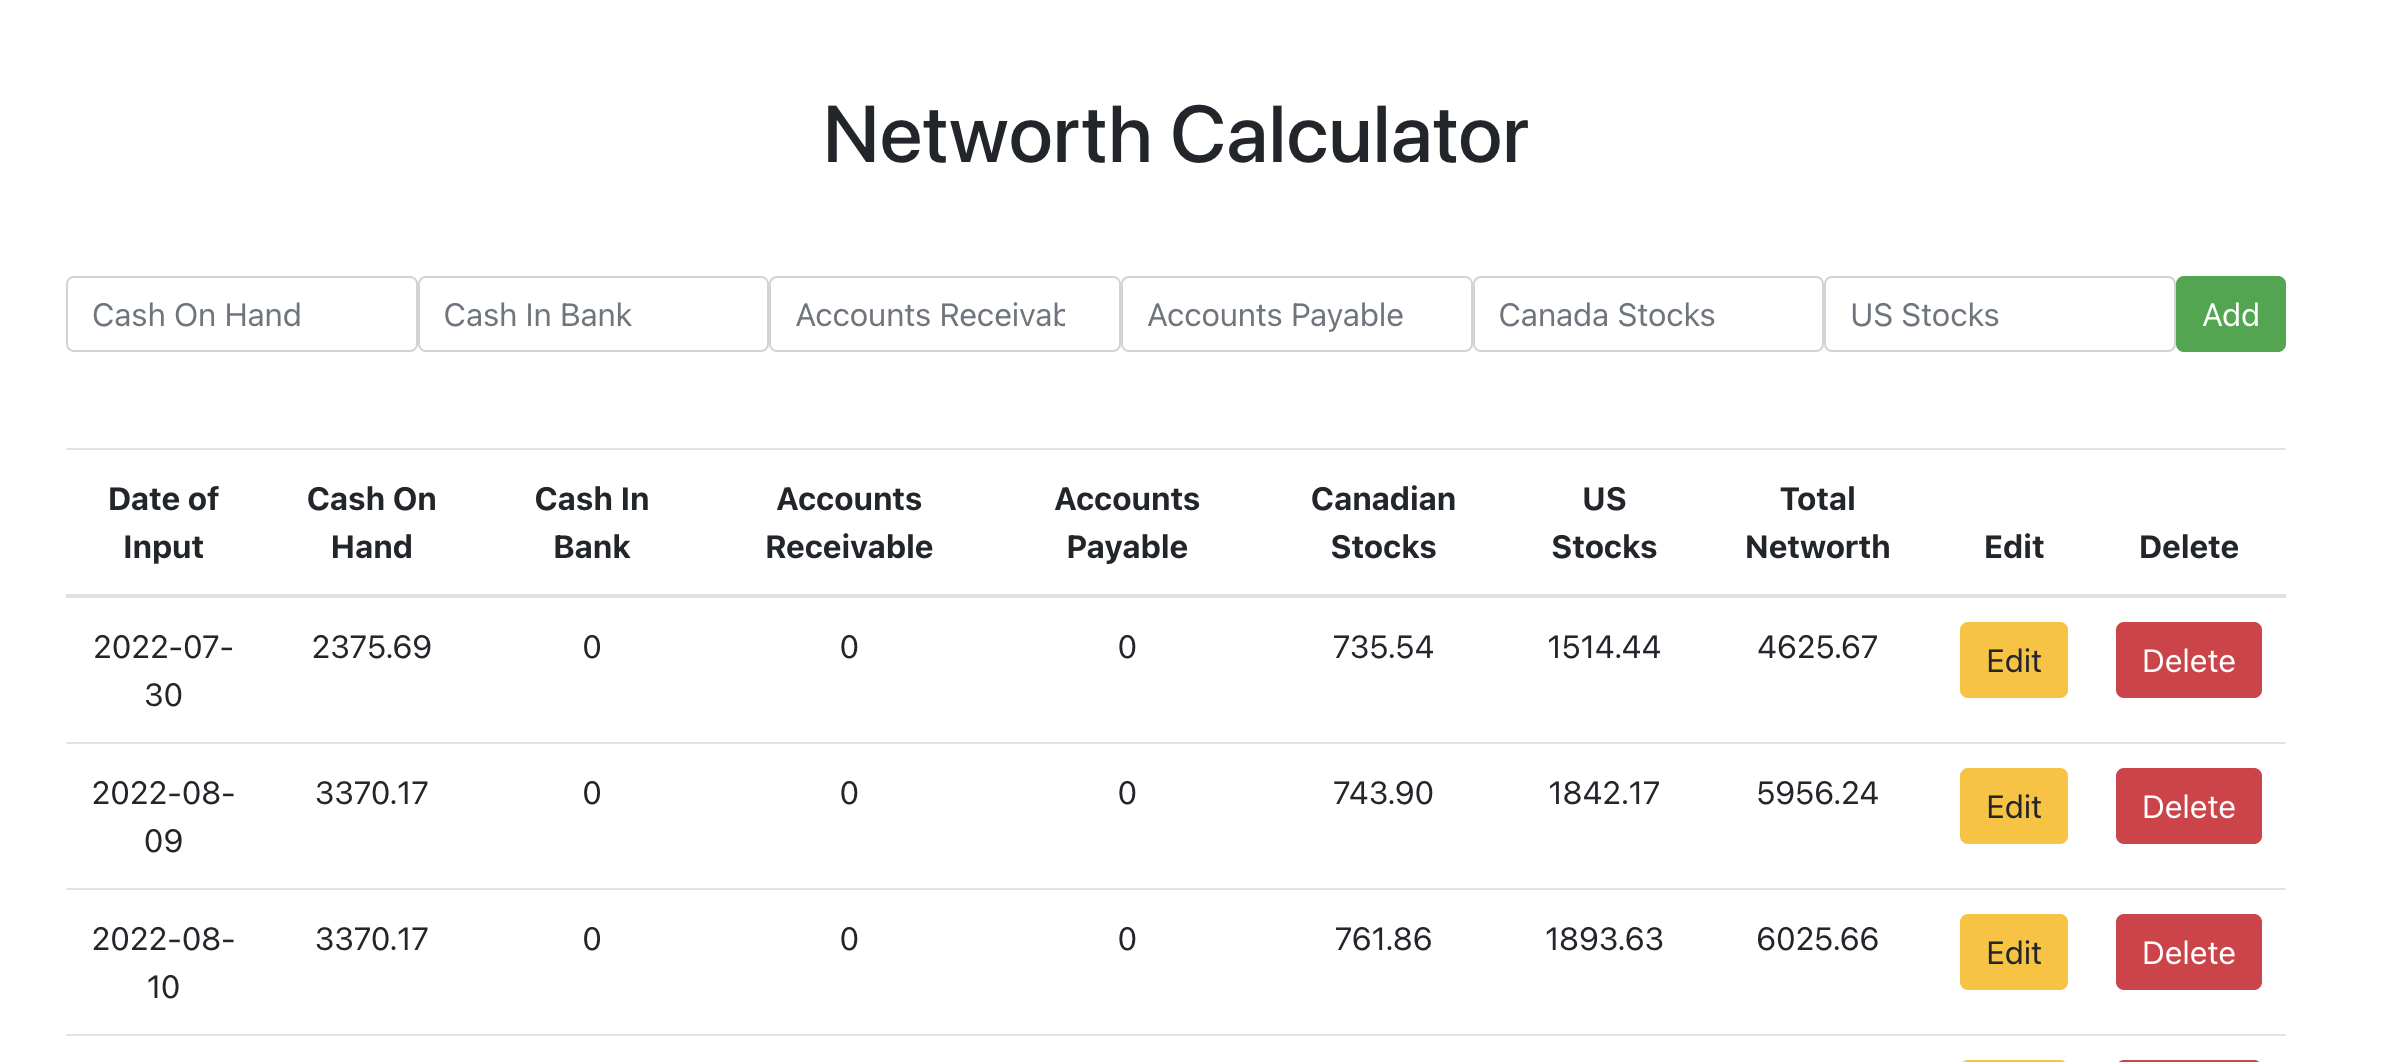 Networth Calculator
Cash On Hand Cash In Bank Accounts Receivab Accounts Payable Canada Stocks US Stocks Add
Date of Input Cash On Hand Cash In Bank Accounts Receivable Accounts Payable Canadian Stocks US Stocks Total Networth Edit Delete
2022-07-30 2375.69 0 0 0 735.54 1514.44 4625.67 Edit Delete
2022-08-09 3370.17 0 0 0 743.90 1842.17 5956.24 Edit Delete
2022-08-10 3370.17 0 0 0 761.86 1893.63 6025.66 Edit Delete